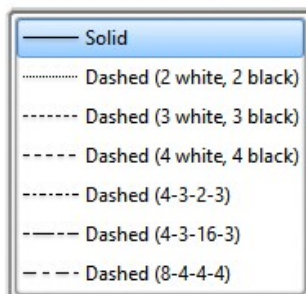 Solid
Dashed (2 white, 2 black)
Dashed (3 white, 3 black)
Dashed (4 white, 4 black)
Dashed (4-3-2-3)
Dashed (4-3-16-3)
Dashed (8-4-4-4)